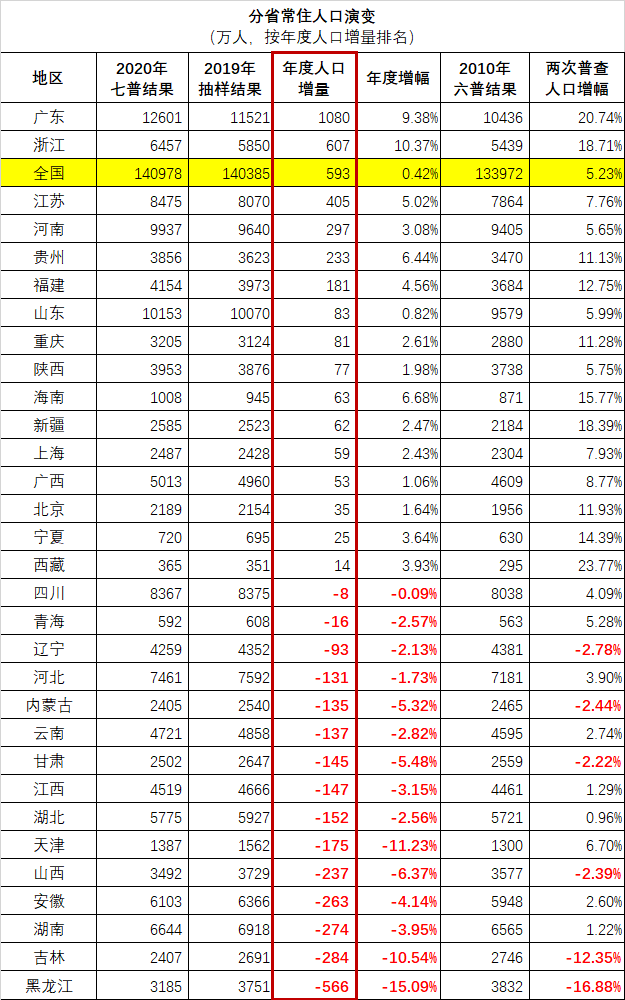 分省常住人口演变
（万人，按年度人口增量排名）
地区 2020年七普结果 2019年抽样结果 年度人口增量 年度增幅 2010年六普结果 两次普查人口增幅
广东 12601 11521 1080 9.38% 10436 20.74%
浙江 6457 5850 607 10.37% 5439 18.71%
全国 140978 140385 593 0.42% 133972 5.23%
江苏 8475 8070 405 5.02% 7864 7.76%
河南 9937 9640 297 3.08% 9405 5.65%
贵州 3856 3623 233 6.44% 3470 11.13%
福建 4154 3973 181 4.56% 3684 12.75%
山东 10153 10070 83 0.82% 9579 5.99%
重庆 3205 3124 81 2.61% 2880 11.28%
陕西 3953 3876 77 1.98% 3738 5.75%
海南 1008 945 63 6.68% 871 15.77%
新疆 2585 2523 62 2.47% 2184 18.39%
上海 2487 2428 59 2.43% 2304 7.93%
广西 5013 4960 53 1.06% 4609 8.77%
北京 2189 2154 35 1.64% 1956 11.93%
宁夏 720 695 25 3.64% 630 14.39%
西藏 365 351 14 3.93% 295 23.77%
四川 8367 8375 -8 -0.09% 8038 4.09%
青海 592 608 -16 -2.57% 563 5.28%
辽宁 4259 4352 -93 -2.13% 4381 -2.78%
河北 7461 7592 -131 -1.73% 7181 3.90%
内蒙古 2405 2540 -135 -5.32% 2465 -2.44%
云南 4721 4858 -137 -2.82% 4595 2.74%
甘肃 2502 2647 -145 -5.48% 2559 -2.22%
江西 4519 4666 -147 -3.15% 4461 1.29%
湖北 5775 5927 -152 -2.56% 5721 0.96%
天津 1387 1562 -175 -11.23% 1300 6.70%
山西 3492 3729 -237 -6.37% 3577 -2.39%
安徽 6103 6366 -263 -4.14% 5948 2.60%
湖南 6644 6918 -274 -3.95% 6565 1.22%
吉林 2407 2691 -284 -10.54% 2746 -12.35%
黑龙江 3185 3751 -566 -15.09% 3832 -16.88%